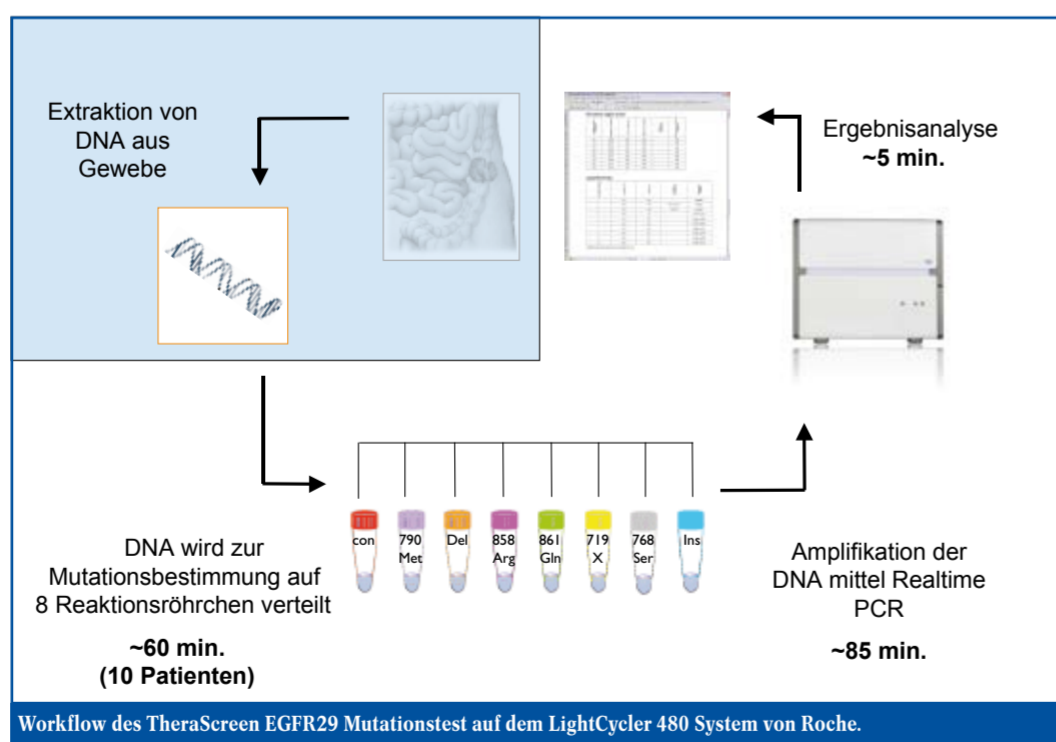 Extraktion von
DNA aus
Gewebe
Ergebnisanalyse
~5 min.
con
790
Met
Del
858
Arg
861
Gln
719
X
768
Ser
Ins
DNA wird zur
Mutationsbestimmung auf
8 Reaktionsröhrchen verteilt
~60 min.
(10 Patienten)
Amplifikation der
DNA mittel Realtime
PCR
~85 min.
Workflow des TheraScreen EGFR29 Mutationstest auf dem LightCycler 480 System von Roche.